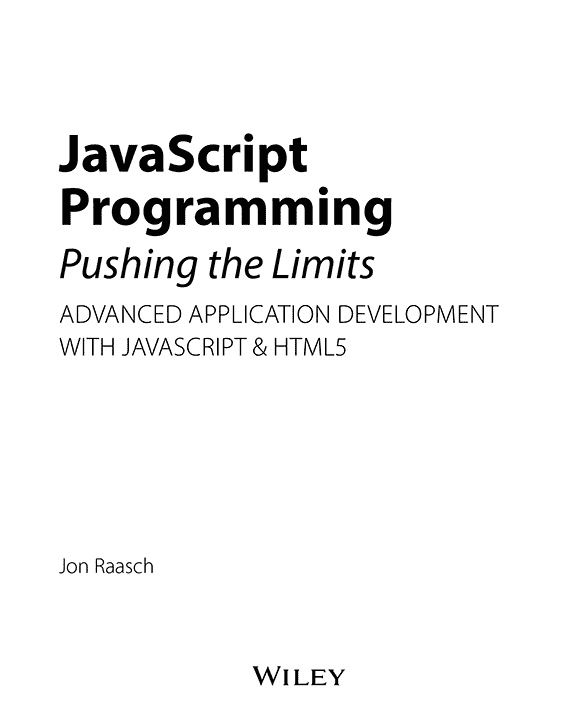 JavaScript
Programming
Pushing the Limits
ADVANCED APPLICATION DEVELOPMENT
WITH JAVASCRIPT & HTML5
Jon Raasch
WILEY